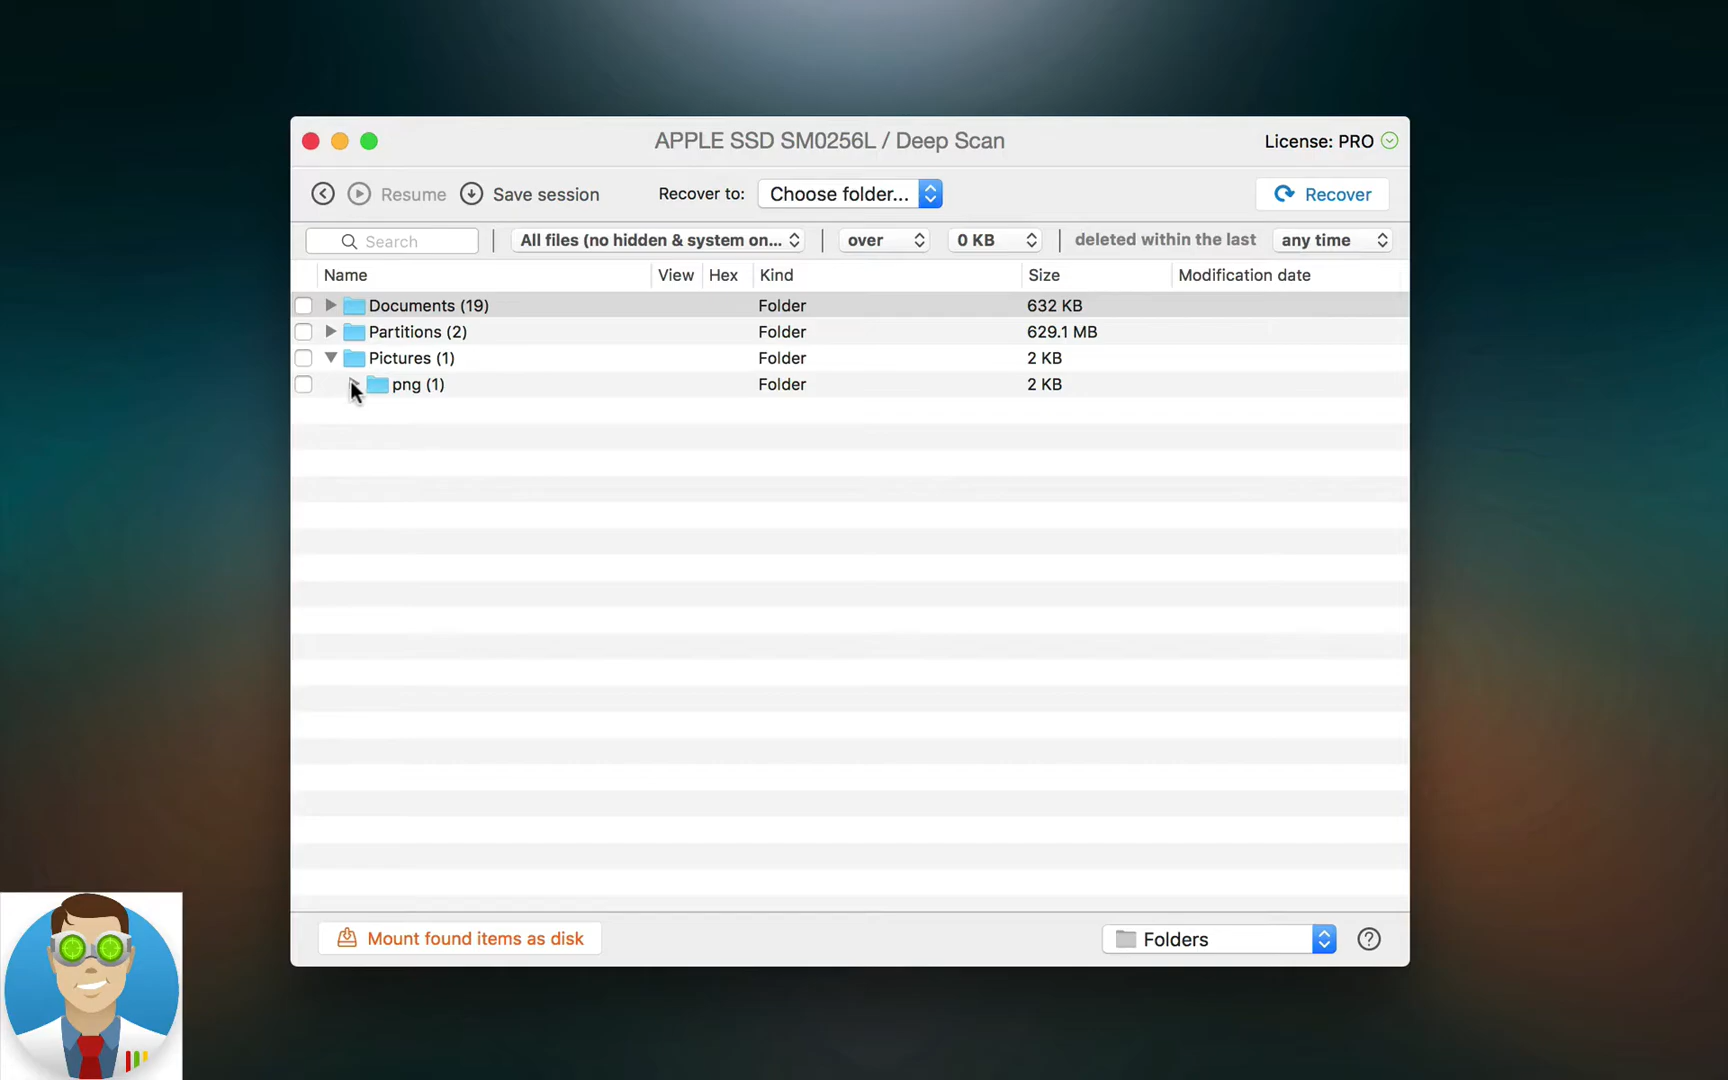 APPLE SSD SM0256L / Deep Scan
License: PRO
Resume
Save session
Recover to:
Choose folder...
Recover
Search
All files (no hidden & system on...
over
0 KB
deleted within the last
any time
Name View Hex Kind Size Modification date
Documents (19) Folder 632 KB
Partitions (2) Folder 629.1 MB
Pictures (1) Folder 2 KB
png (1) Folder 2 KB
Mount found items as disk
Folders
?